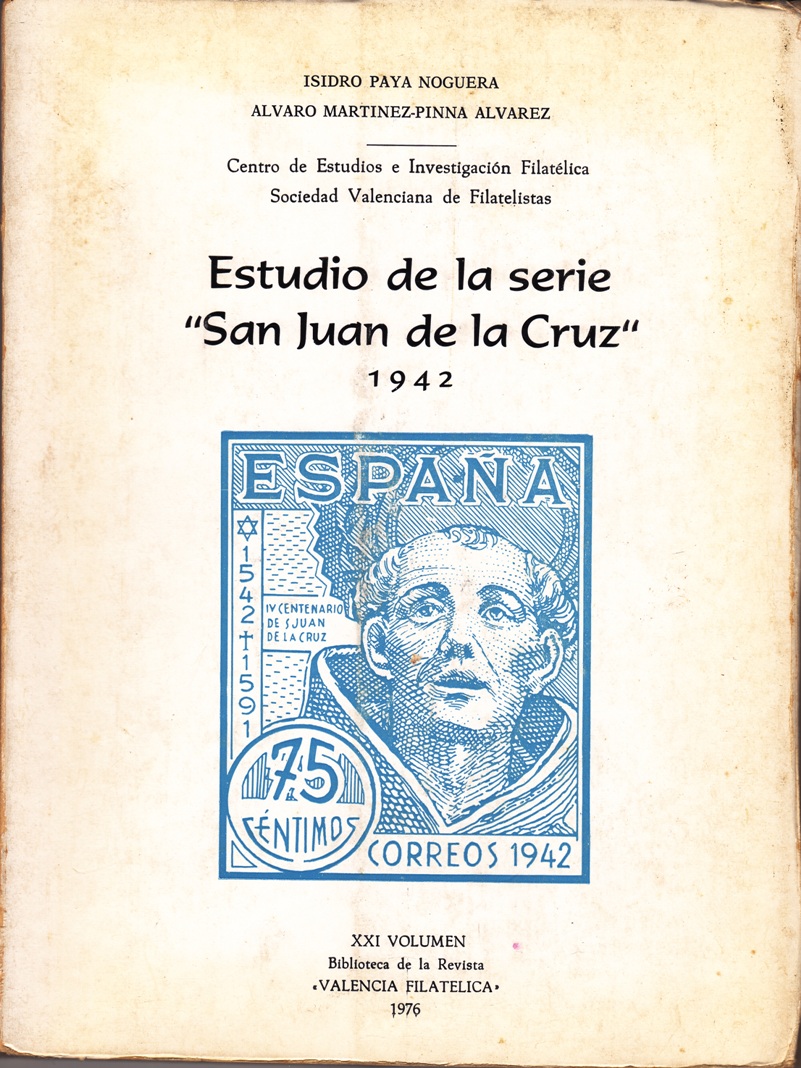 ISIDRO PAYA NOGUERA
ALVARO MARTINEZ-PINNA ALVAREZ
Centro de Estudios e Investigación Filatélica
Sociedad Valenciana de Filatelistas
Estudio de la serie
"San Juan de la Cruz"
1942
ESPAÑA
1542†1591
IV CENTENARIO
DE S JUAN
DE LA CRUZ
75
CÉNTIMOS
CORREOS 1942
XXI VOLUMEN
Biblioteca de la Revista
«VALENCIA FILATELICA»
1976